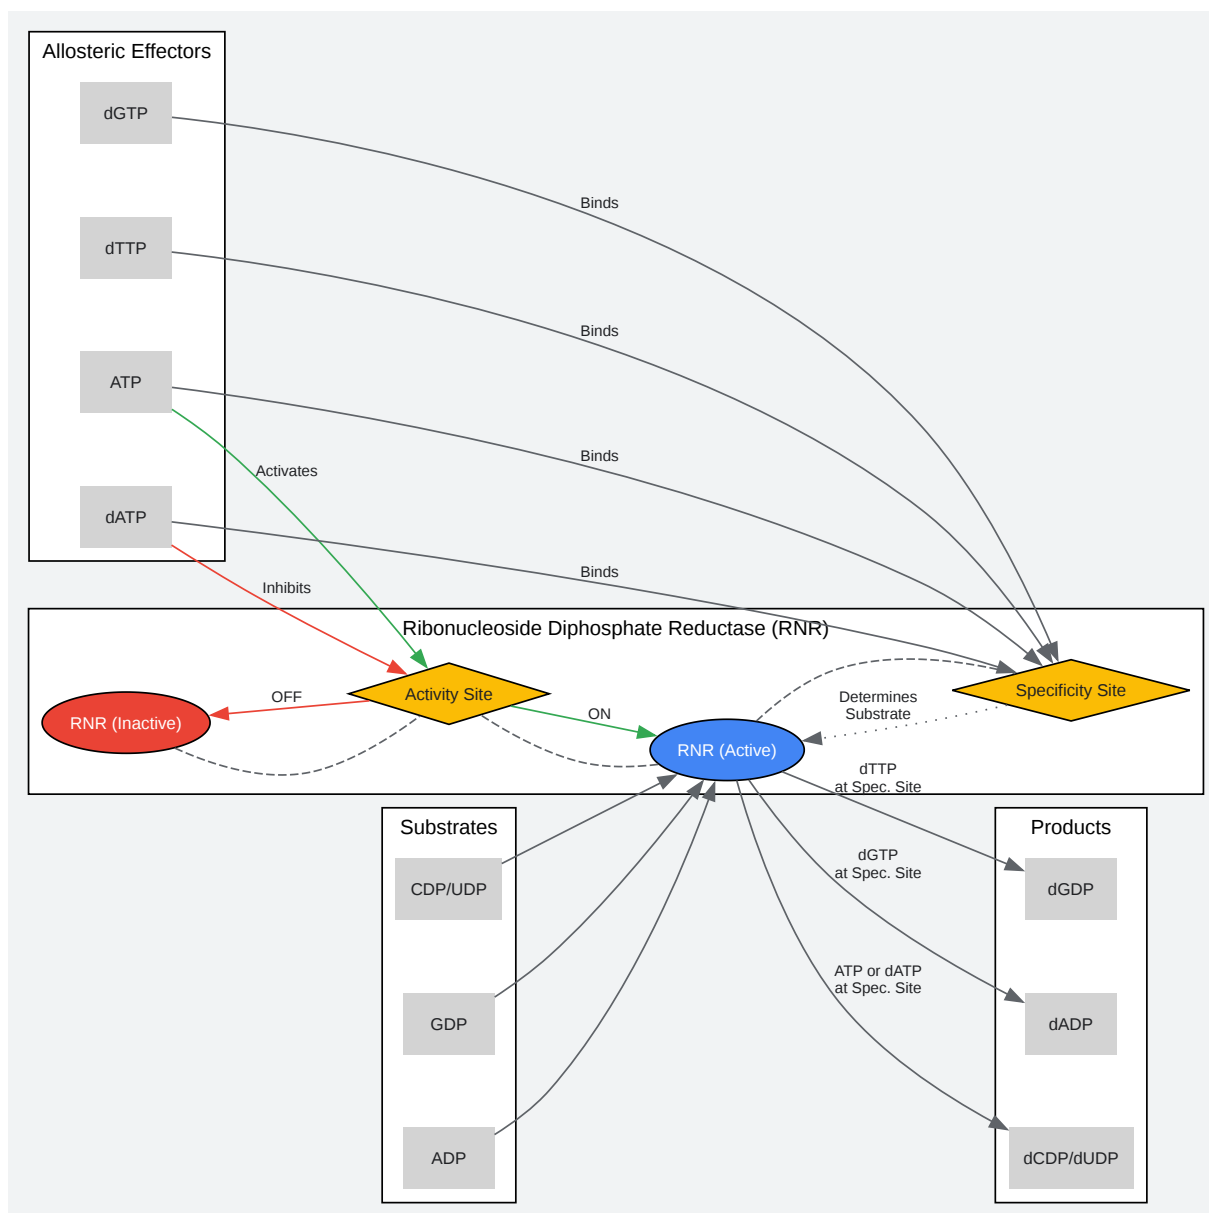 Allosteric Effectors
dGTP
Binds
dTTP
Binds
ATP
Binds
Activates
dATP
Binds
Inhibits
Ribonucleoside Diphosphate Reductase (RNR)
Activity Site
Specificity Site
OFF
Determines
Substrate
ON
RNR (Inactive)
RNR (Active)
dTTP
at Spec. Site
Substrates
Products
dGTP
at Spec. Site
CDP/UDP
dGDP
ATP or dATP
at Spec. Site
GDP
dADP
ADP
dCDP/dUDP